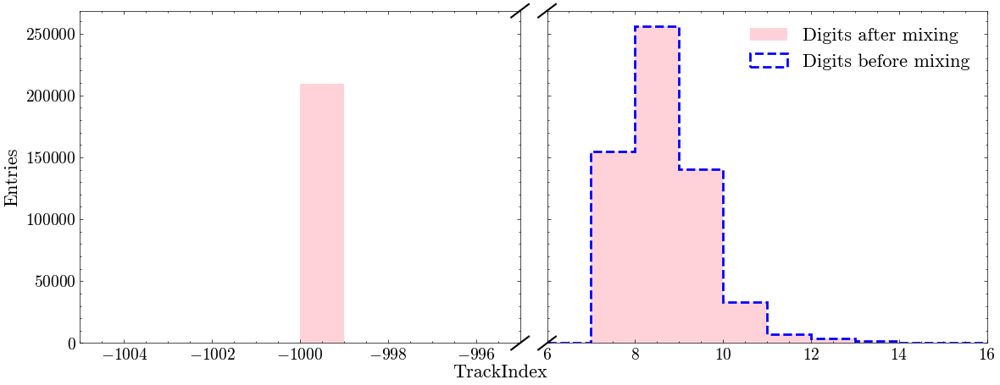 Digits after mixing
Digits before mixing
Entries
250000
200000
150000
100000
50000
0
−1004 −1002 −1000 −998 −996 6 8 10 12 14 16
TrackIndex